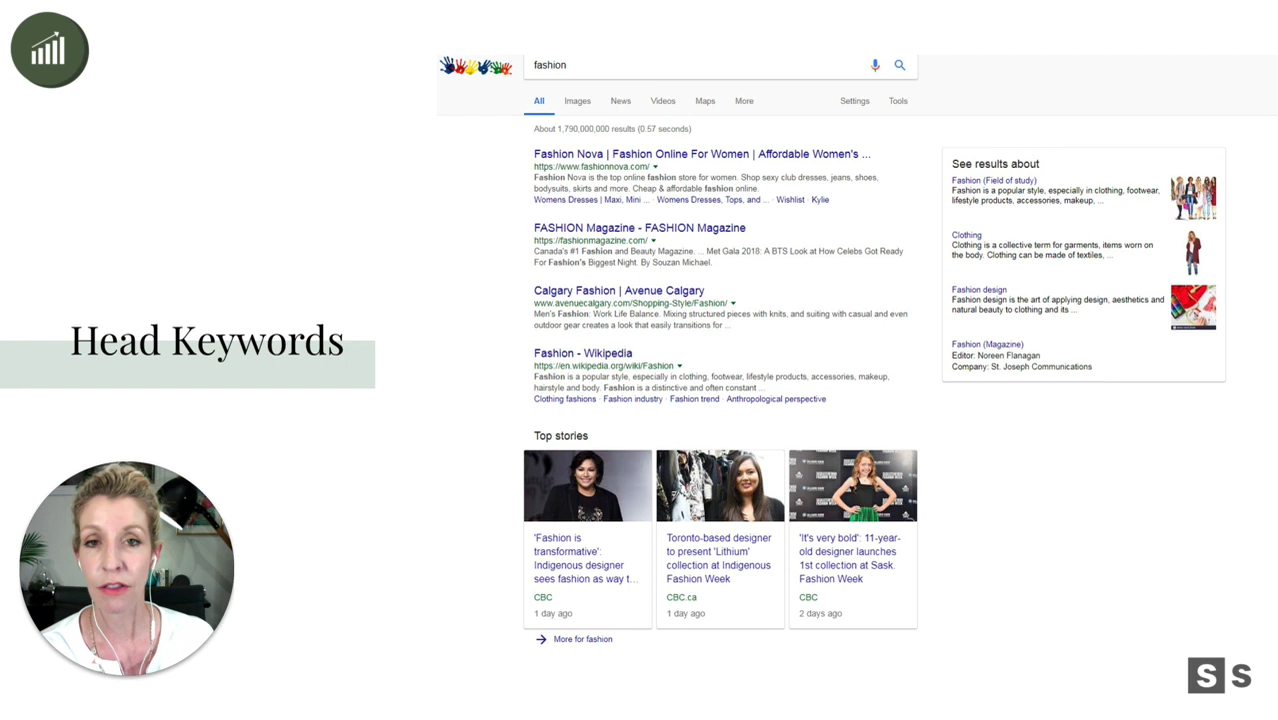 fashion
All Images News Videos Maps More Settings Tools
About 1,790,000,000 results (0.57 seconds)
Fashion Nova | Fashion Online For Women | Affordable Women's ...
https://www.fashionnova.com/
Fashion Nova is the top online fashion store for women. Shop sexy club dresses, jeans, shoes,
bodysuits, skirts and more. Cheap & affordable fashion online.
Womens Dresses | Maxi, Mini ... · Womens Dresses, Tops, and ... · Wishlist · Kylie
FASHION Magazine - FASHION Magazine
https://fashionmagazine.com/
Canada's #1 Fashion and Beauty Magazine. ... Met Gala 2018: A BTS Look at How Celebs Got Ready
For Fashion's Biggest Night. By Souzan Michael.
Calgary Fashion | Avenue Calgary
www.avenuecalgary.com/Shopping-Style/Fashion/
Men's Fashion: Work Life Balance. Mixing structured pieces with knits, and suiting with casual and even
outdoor gear creates a look that easily transitions for ...
Fashion - Wikipedia
https://en.wikipedia.org/wiki/Fashion
Fashion is a popular style, especially in clothing, footwear, lifestyle products, accessories, makeup,
hairstyle and body. Fashion is a distinctive and often constant ...
Clothing fashions · Fashion industry · Fashion trend · Anthropological perspective
See results about
Fashion (Field of study)
Fashion is a popular style, especially in clothing, footwear,
lifestyle products, accessories, makeup, ...
Clothing
Clothing is a collective term for garments, items worn on
the body. Clothing can be made of textiles, ...
Fashion design
Fashion design is the art of applying design, aesthetics and
natural beauty to clothing and its ...
Fashion (Magazine)
Editor: Noreen Flanagan
Company: St. Joseph Communications
Head Keywords
Top stories
'Fashion is
transformative':
Indigenous designer
sees fashion as way t...
CBC
1 day ago
Toronto-based designer
to present 'Lithium'
collection at Indigenous
Fashion Week
CBC.ca
1 day ago
'It's very bold': 11-year-
old designer launches
1st collection at Sask.
Fashion Week
CBC
2 days ago
More for fashion
S S